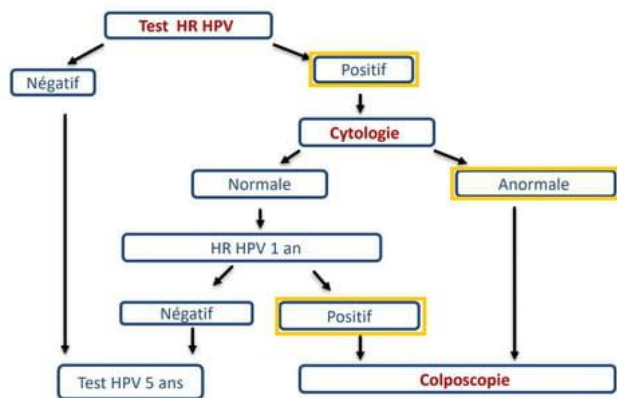 Test HR HPV
Négatif
Positif
Cytologie
Normale
Anormale
HR HPV 1 an
Négatif
Positif
Test HPV 5 ans
Colposcopie